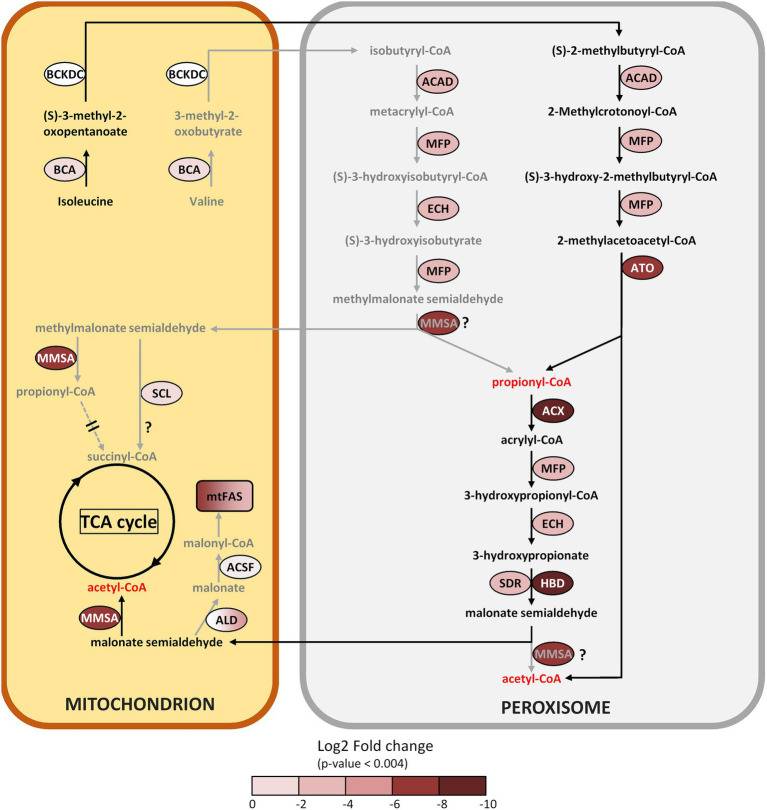 BCKDC
BCKDC
(S)-3-methyl-2-
oxopentanoate
3-methyl-2-
oxobutyrate
BCA
BCA
Isoleucine
Valine
isobutyryl-CoA
ACAD
metacrylyl-CoA
MFP
(S)-3-hydroxyisobutyryl-CoA
ECH
(S)-3-hydroxyisobutyrate
MFP
methylmalonate semialdehyde
MMSA ?
(S)-2-methylbutyryl-CoA
ACAD
2-Methylcrotonoyl-CoA
MFP
(S)-3-hydroxy-2-methylbutyryl-CoA
MFP
2-methylacetoacetyl-CoA
ATO
methylmalonate semialdehyde
MMSA
propionyl-CoA
SCL
?
succinyl-CoA
TCA cycle
mtFAS
malonyl-CoA
ACSF
acetyl-CoA
malonate
MMSA
ALD
malonate semialdehyde
propionyl-CoA
ACX
acrylyl-CoA
MFP
3-hydroxypropionyl-CoA
ECH
3-hydroxypropionate
SDR HBD
malonate semialdehyde
MMSA ?
acetyl-CoA
MITOCHONDRION
PEROXISOME
Log2 Fold change
(p-value < 0.004)
0 -2 -4 -6 -8 -10